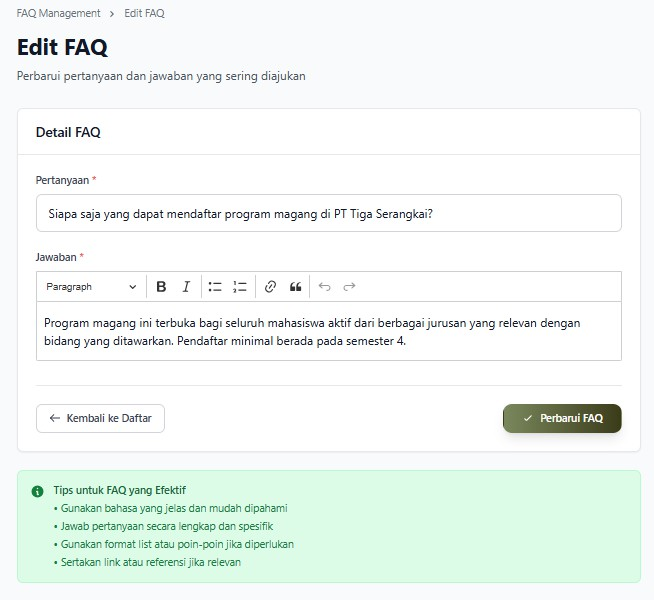 FAQ Management > Edit FAQ
Edit FAQ
Perbarui pertanyaan dan jawaban yang sering diajukan
Detail FAQ
Pertanyaan *
Siapa saja yang dapat mendaftar program magang di PT Tiga Serangkai?
Jawaban *
Paragraph B I
Program magang ini terbuka bagi seluruh mahasiswa aktif dari berbagai jurusan yang relevan dengan
bidang yang ditawarkan. Pendaftar minimal berada pada semester 4.
← Kembali ke Daftar ✓ Perbarui FAQ
Tips untuk FAQ yang Efektif
• Gunakan bahasa yang jelas dan mudah dipahami
• Jawab pertanyaan secara lengkap dan spesifik
• Gunakan format list atau poin-poin jika diperlukan
• Sertakan link atau referensi jika relevan